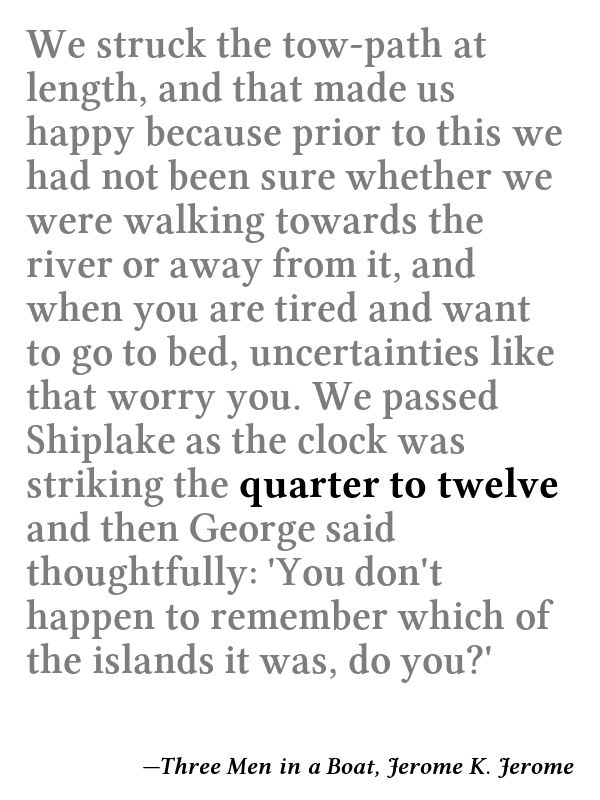 We struck the tow-path at
length, and that made us
happy because prior to this we
had not been sure whether we
were walking towards the
river or away from it, and
when you are tired and want
to go to bed, uncertainties like
that worry you. We passed
Shiplake as the clock was
striking the quarter to twelve
and then George said
thoughtfully: 'You don't
happen to remember which of
the islands it was, do you?'
—Three Men in a Boat, Jerome K. Jerome